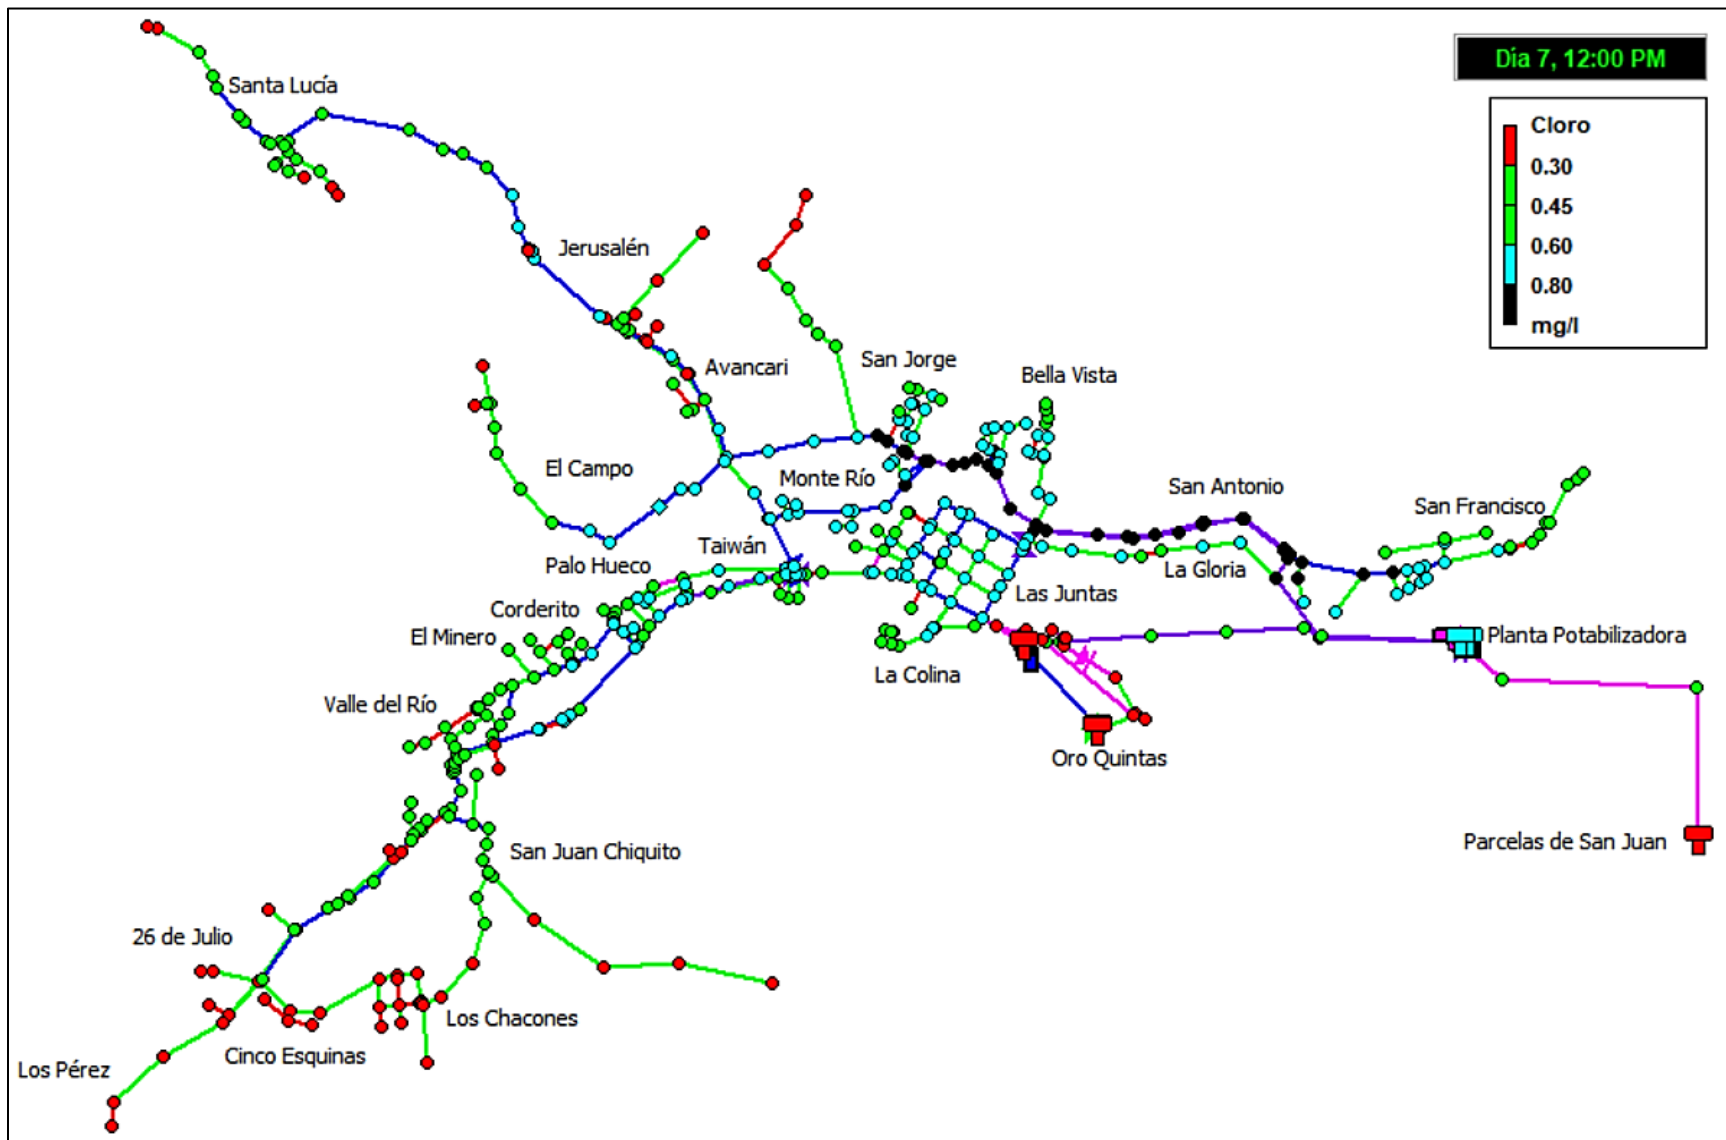 Día 7, 12:00 PM
Cloro
0.30
0.45
0.60
0.80
mg/l
Santa Lucía
Jerusalén
Avancari
San Jorge
Bella Vista
El Campo
Monte Río
San Antonio
San Francisco
Taiwán
Palo Hueco
La Gloria
Las Juntas
Corderito
El Minero
Planta Potabilizadora
La Colina
Valle del Río
Oro Quintas
Parcelas de San Juan
San Juan Chiquito
26 de Julio
Los Chacones
Cinco Esquinas
Los Pérez